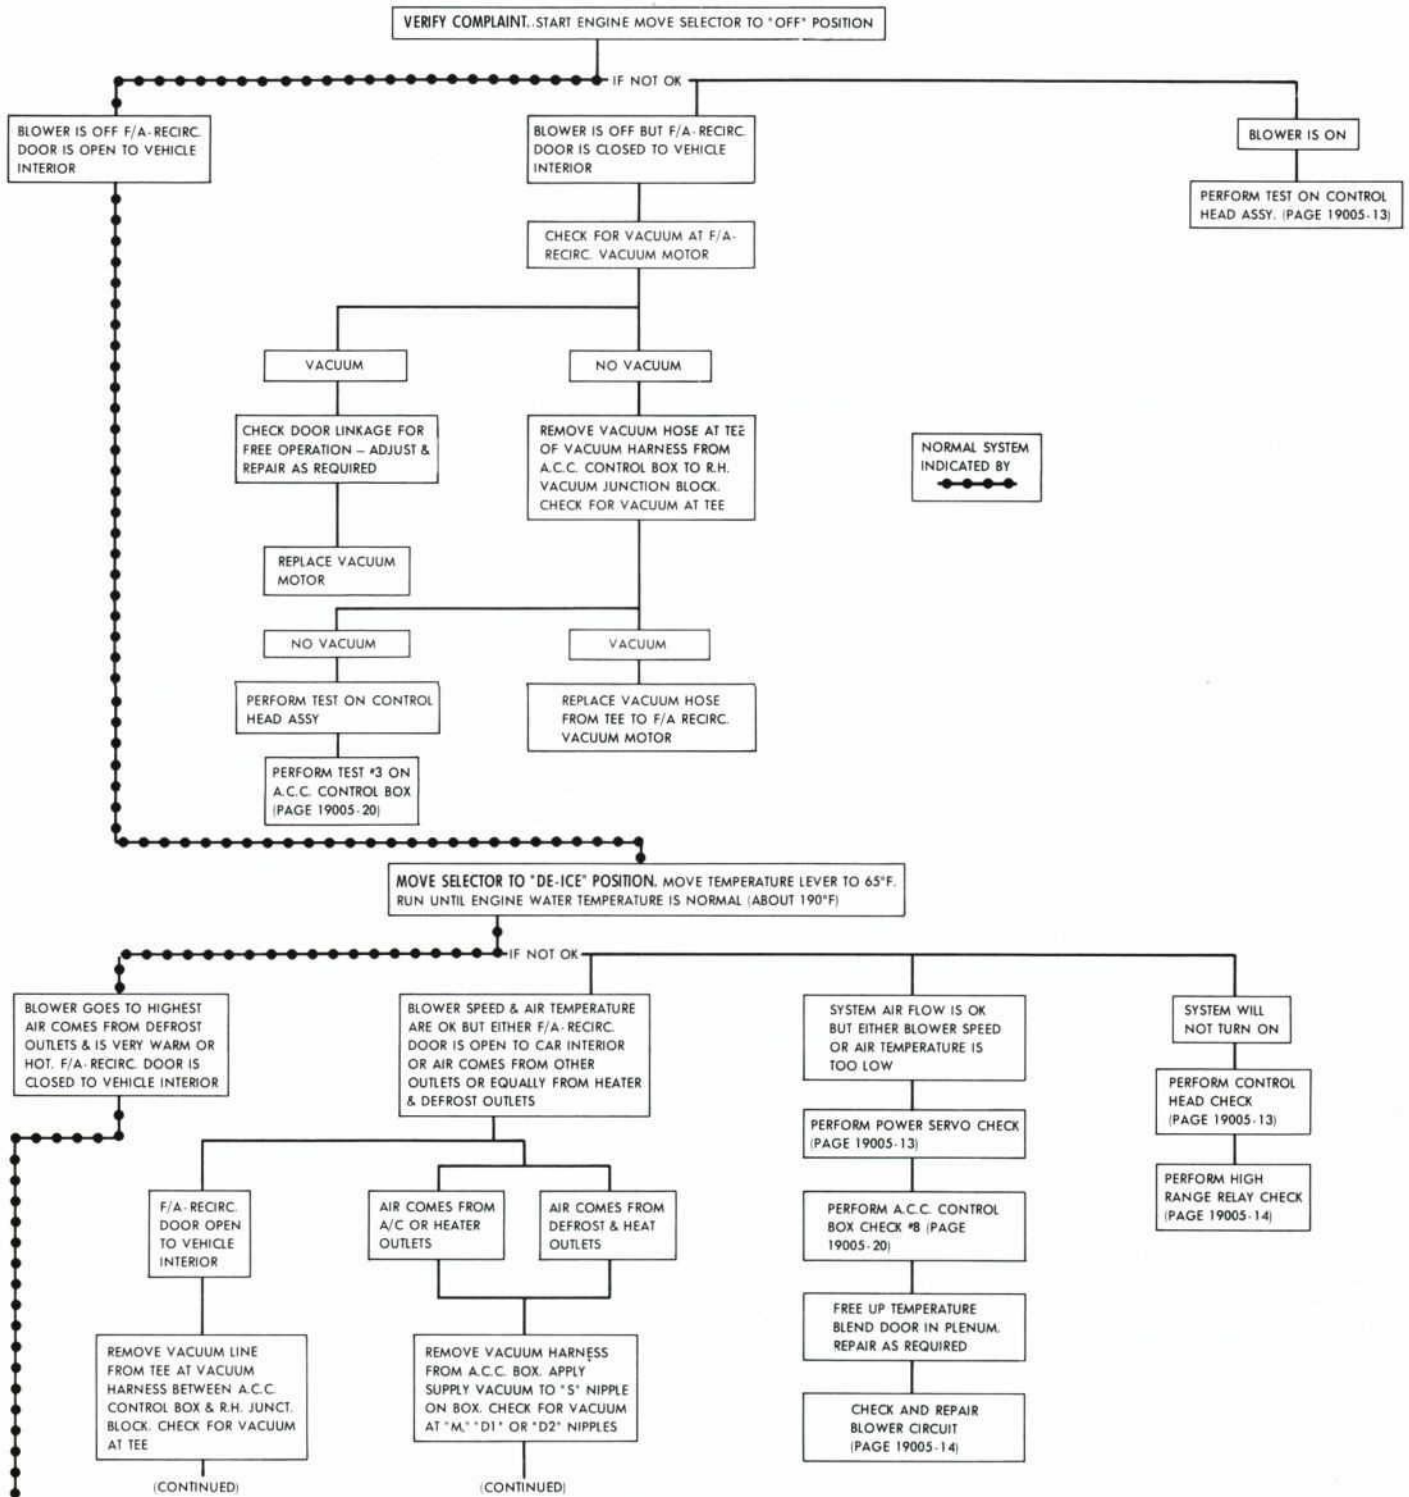 VERIFY COMPLAINT. START ENGINE MOVE SELECTOR TO "OFF" POSITION
IF NOT OK
BLOWER IS OFF F/A-RECIRC.
DOOR IS OPEN TO VEHICLE
INTERIOR
BLOWER IS OFF BUT F/A-RECIRC.
DOOR IS CLOSED TO VEHICLE
INTERIOR
BLOWER IS ON
PERFORM TEST ON CONTROL
HEAD ASSY. (PAGE 19005-13)
CHECK FOR VACUUM AT F/A-
RECIRC. VACUUM MOTOR
VACUUM
NO VACUUM
CHECK DOOR LINKAGE FOR
FREE OPERATION – ADJUST &
REPAIR AS REQUIRED
REMOVE VACUUM HOSE AT TEE
OF VACUUM HARNESS FROM
A.C.C. CONTROL BOX TO R.H.
VACUUM JUNCTION BLOCK.
CHECK FOR VACUUM AT TEE
NORMAL SYSTEM
INDICATED BY
REPLACE VACUUM
MOTOR
NO VACUUM
VACUUM
PERFORM TEST ON CONTROL
HEAD ASSY
REPLACE VACUUM HOSE
FROM TEE TO F/A RECIRC.
VACUUM MOTOR
PERFORM TEST #3 ON
A.C.C. CONTROL BOX
(PAGE 19005-20)
MOVE SELECTOR TO "DE-ICE" POSITION. MOVE TEMPERATURE LEVER TO 65°F.
RUN UNTIL ENGINE WATER TEMPERATURE IS NORMAL (ABOUT 190°F)
IF NOT OK
BLOWER GOES TO HIGHEST
AIR COMES FROM DEFROST
OUTLETS & IS VERY WARM OR
HOT. F/A-RECIRC. DOOR IS
CLOSED TO VEHICLE INTERIOR
BLOWER SPEED & AIR TEMPERATURE
ARE OK BUT EITHER F/A-RECIRC.
DOOR IS OPEN TO CAR INTERIOR
OR AIR COMES FROM OTHER
OUTLETS OR EQUALLY FROM HEATER
& DEFROST OUTLETS
SYSTEM AIR FLOW IS OK
BUT EITHER BLOWER SPEED
OR AIR TEMPERATURE IS
TOO LOW
SYSTEM WILL
NOT TURN ON
PERFORM CONTROL
HEAD CHECK
(PAGE 19005-13)
PERFORM POWER SERVO CHECK
(PAGE 19005-13)
PERFORM HIGH
RANGE RELAY CHECK
(PAGE 19005-14)
F/A-RECIRC.
DOOR OPEN
TO VEHICLE
INTERIOR
AIR COMES FROM
A/C OR HEATER
OUTLETS
AIR COMES FROM
DEFROST & HEAT
OUTLETS
PERFORM A.C.C. CONTROL
BOX CHECK #8 (PAGE
19005-20)
FREE UP TEMPERATURE
BLEND DOOR IN PLENUM.
REPAIR AS REQUIRED
REMOVE VACUUM LINE
FROM TEE AT VACUUM
HARNESS BETWEEN A.C.C.
CONTROL BOX & R.H. JUNCT.
BLOCK. CHECK FOR VACUUM
AT TEE
REMOVE VACUUM HARNESS
FROM A.C.C. BOX. APPLY
SUPPLY VACUUM TO "S" NIPPLE
ON BOX. CHECK FOR VACUUM
AT "M," "D1" OR "D2" NIPPLES
CHECK AND REPAIR
BLOWER CIRCUIT
(PAGE 19005-14)
(CONTINUED)
(CONTINUED)